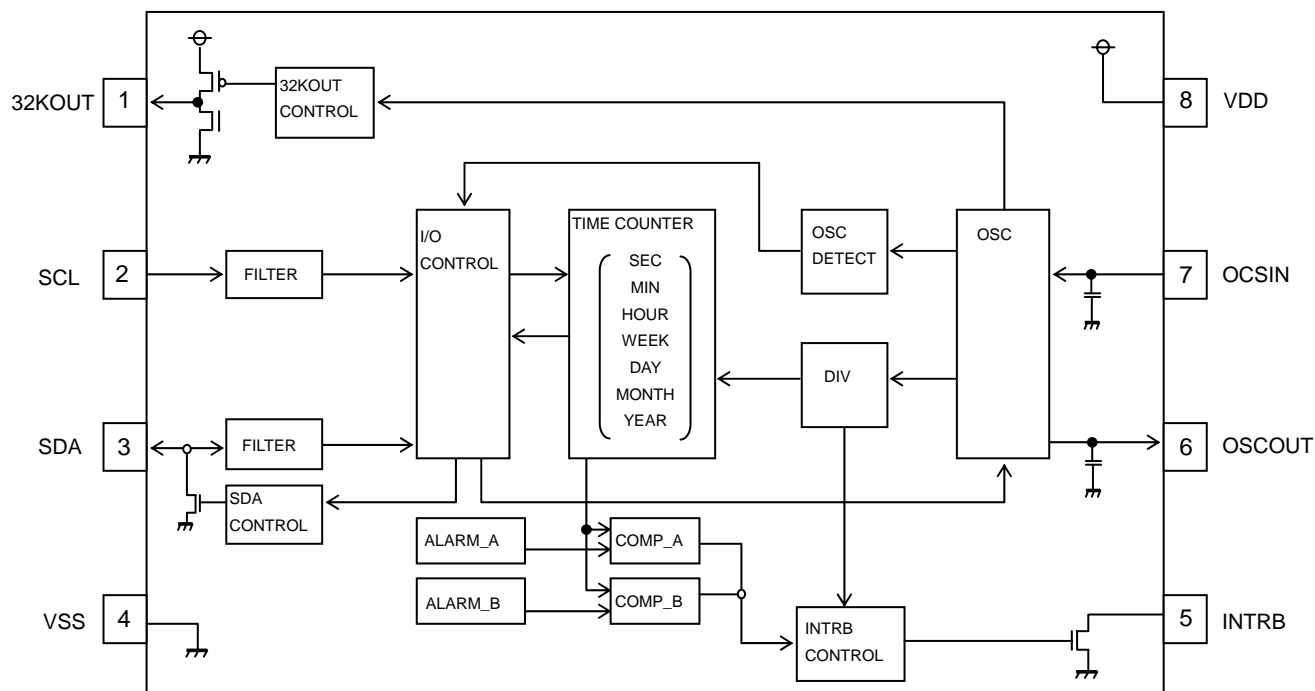 32KOUT
1
32KOUT
CONTROL
8
VDD
SCL
2
FILTER
I/O
CONTROL
TIME COUNTER
SEC
MIN
HOUR
WEEK
DAY
MONTH
YEAR
OSC
DETECT
OSC
7
OCSIN
DIV
SDA
3
FILTER
SDA
CONTROL
6
OSCOUT
ALARM_A
COMP_A
ALARM_B
COMP_B
VSS
4
INTRB
CONTROL
5
INTRB